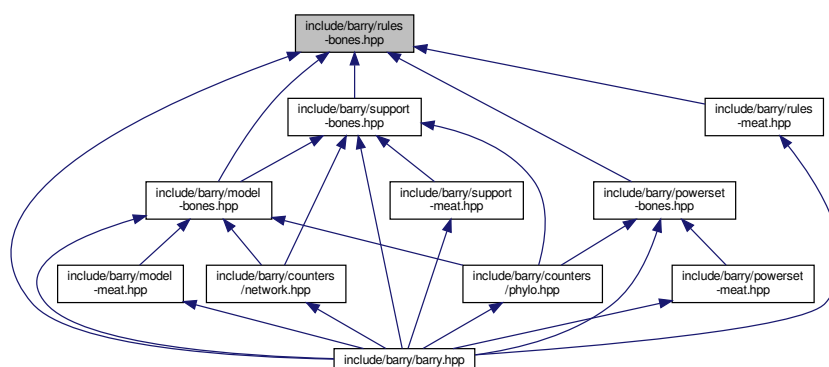 include/barry/rules
-bones.hpp
include/barry/support
-bones.hpp
include/barry/rules
-meat.hpp
include/barry/model
-bones.hpp
include/barry/support
-meat.hpp
include/barry/powerset
-bones.hpp
include/barry/model
-meat.hpp
include/barry/counters
/network.hpp
include/barry/counters
/phylo.hpp
include/barry/powerset
-meat.hpp
include/barry/barry.hpp